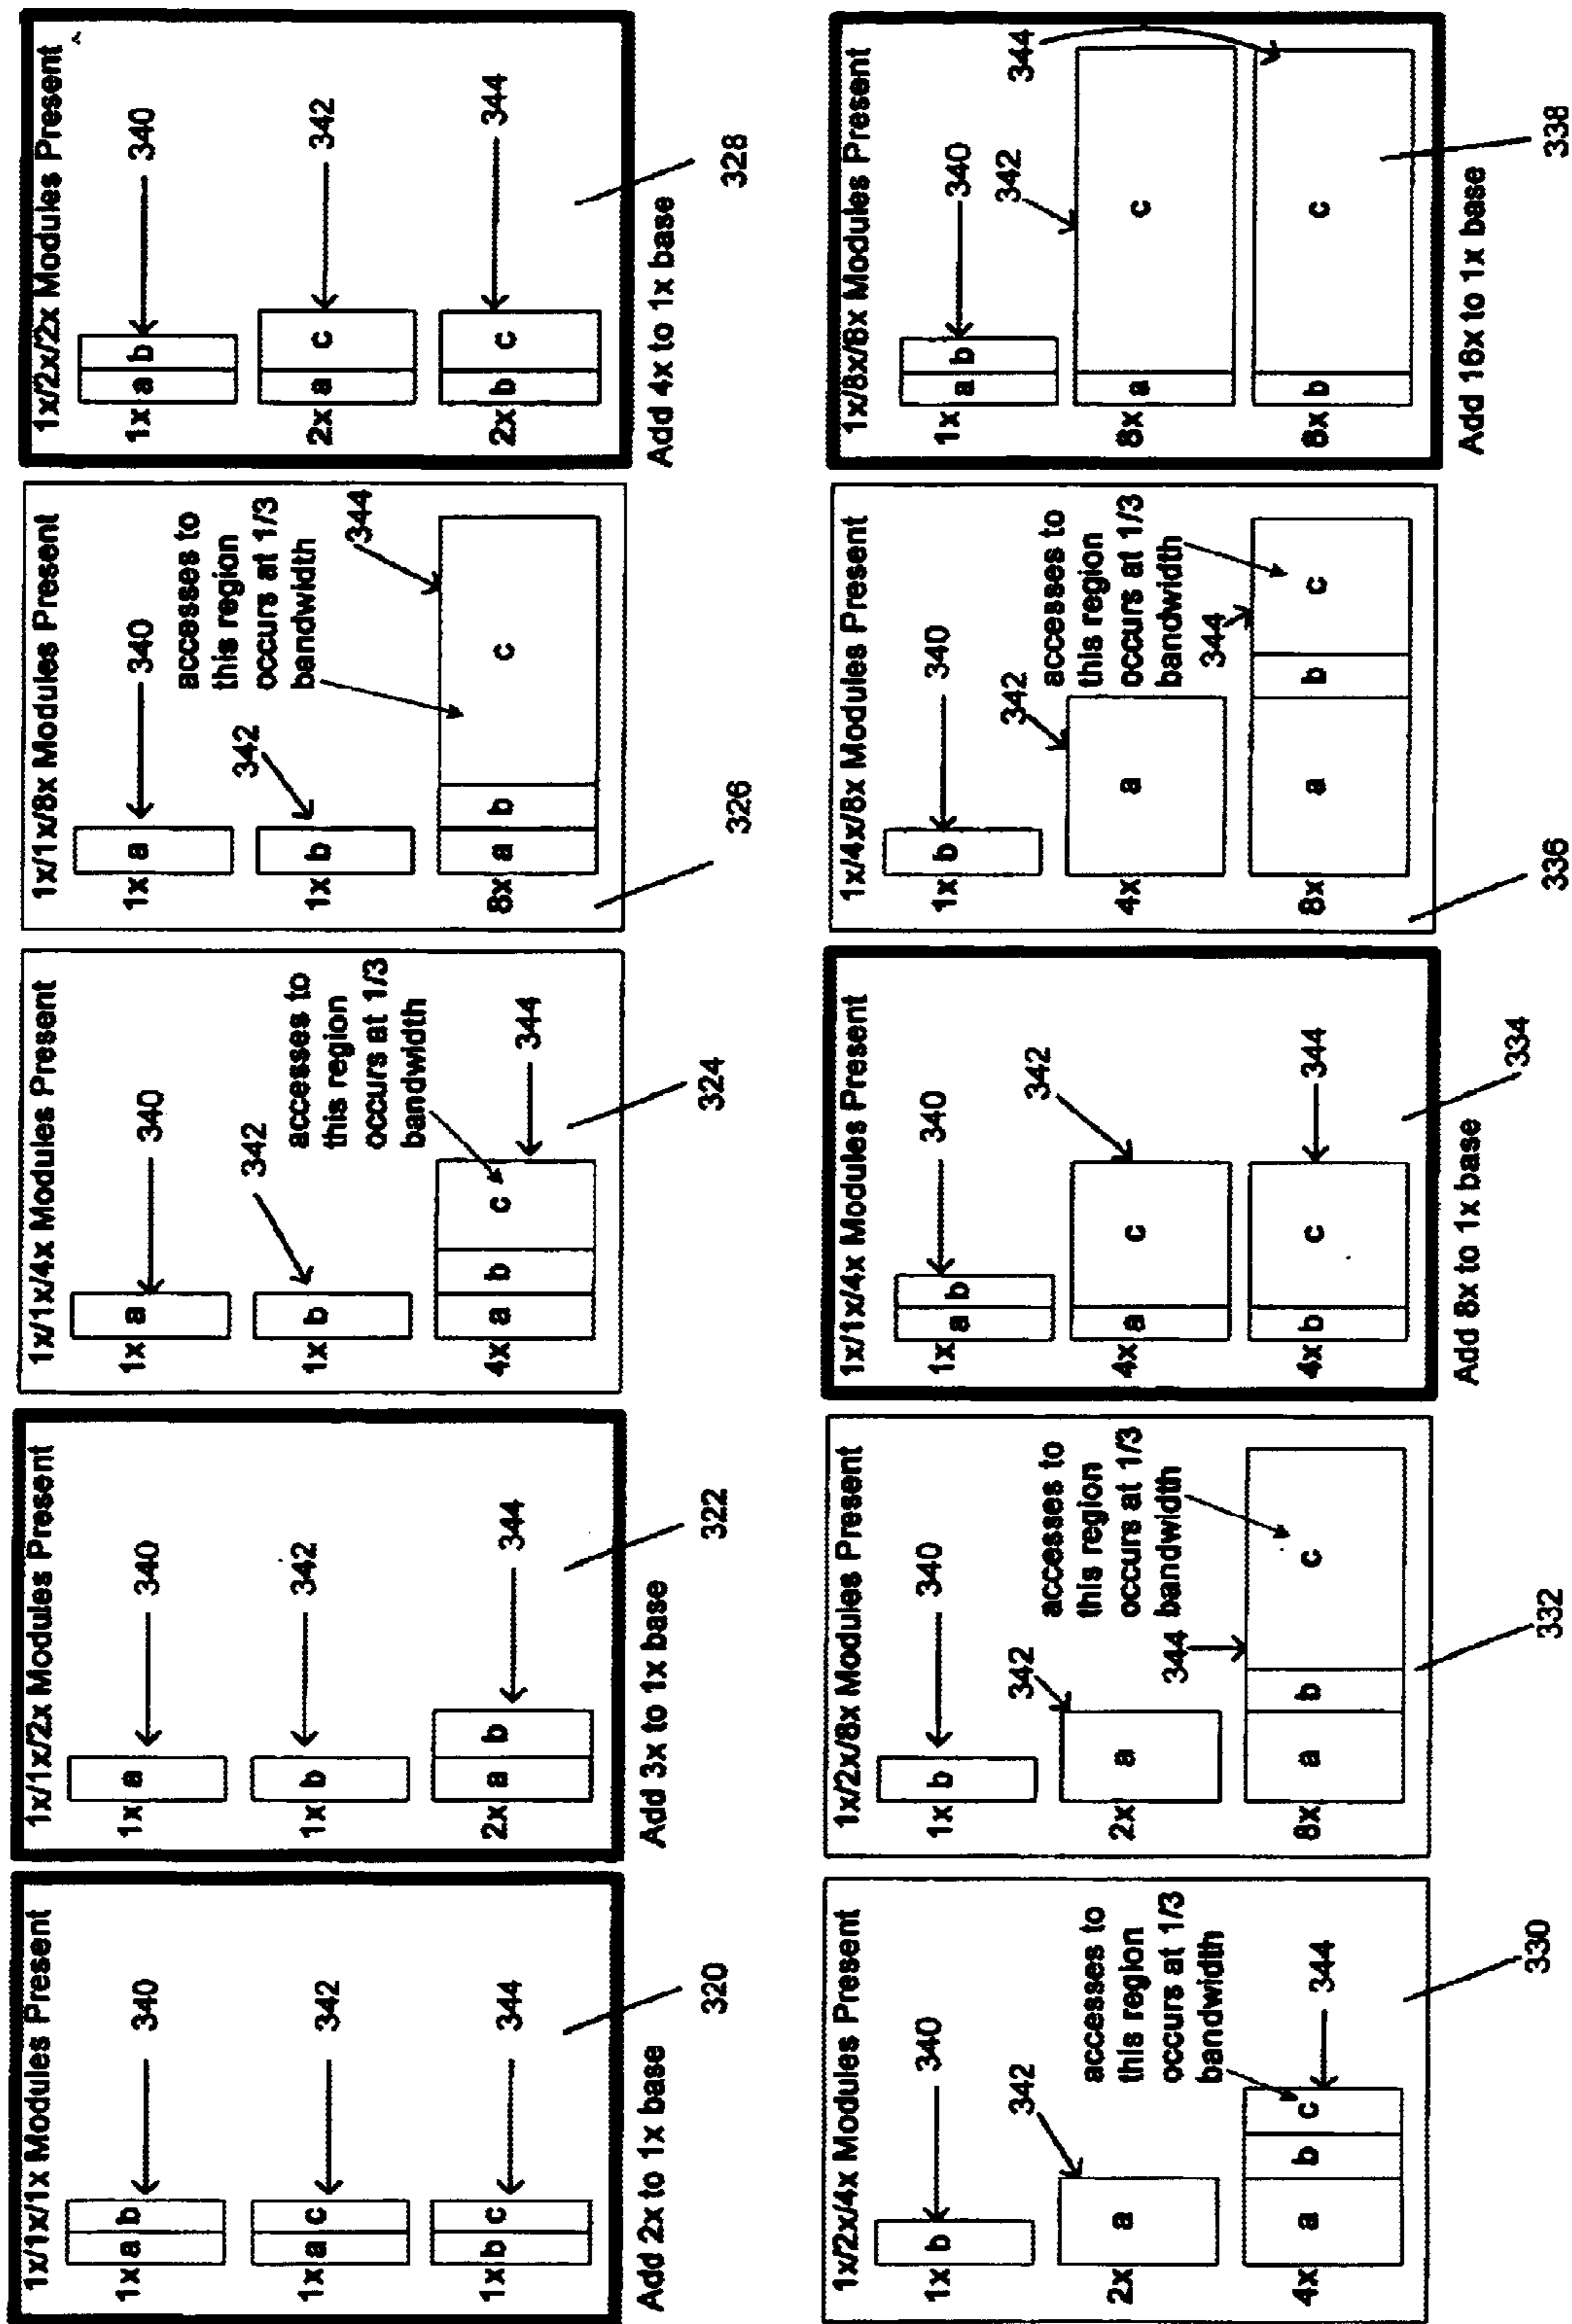 1x/1x/1x Modules Present
1x a b 340
1x a c 342
1x b c 344
320
Add 2x to 1x base
1x/1x/2x Modules Present
1x a 340
1x b 342
2x a b 344
322
Add 3x to 1x base
1x/1x/4x Modules Present
1x a 340
1x b 342
accesses to
this region
occurs at 1/3
bandwidth
4x a b c 344
324
1x/1x/8x Modules Present
1x a 340
accesses to
this region
occurs at 1/3
bandwidth
1x b 342
344
8x a b c
326
1x/2x/2x Modules Present
1x a b 340
2x a c 342
2x b c 344
328
Add 4x to 1x base
1x/2x/4x Modules Present
1x b 340
342
2x a
accesses to
this region
occurs at 1/3
bandwidth
4x a b c 344
330
1x/2x/8x Modules Present
1x b 340
342
2x a
accesses to
this region
occurs at 1/3
bandwidth
344
8x a b c
332
1x/1x/4x Modules Present
1x a b 340
342
4x a c
4x b c 344
334
Add 8x to 1x base
1x/4x/8x Modules Present
1x b 340
342
4x a
accesses to
this region
occurs at 1/3
bandwidth
344
8x a b c
336
1x/8x/8x Modules Present
1x a b 340
342
344
8x a c
8x b c
338
Add 16x to 1x base